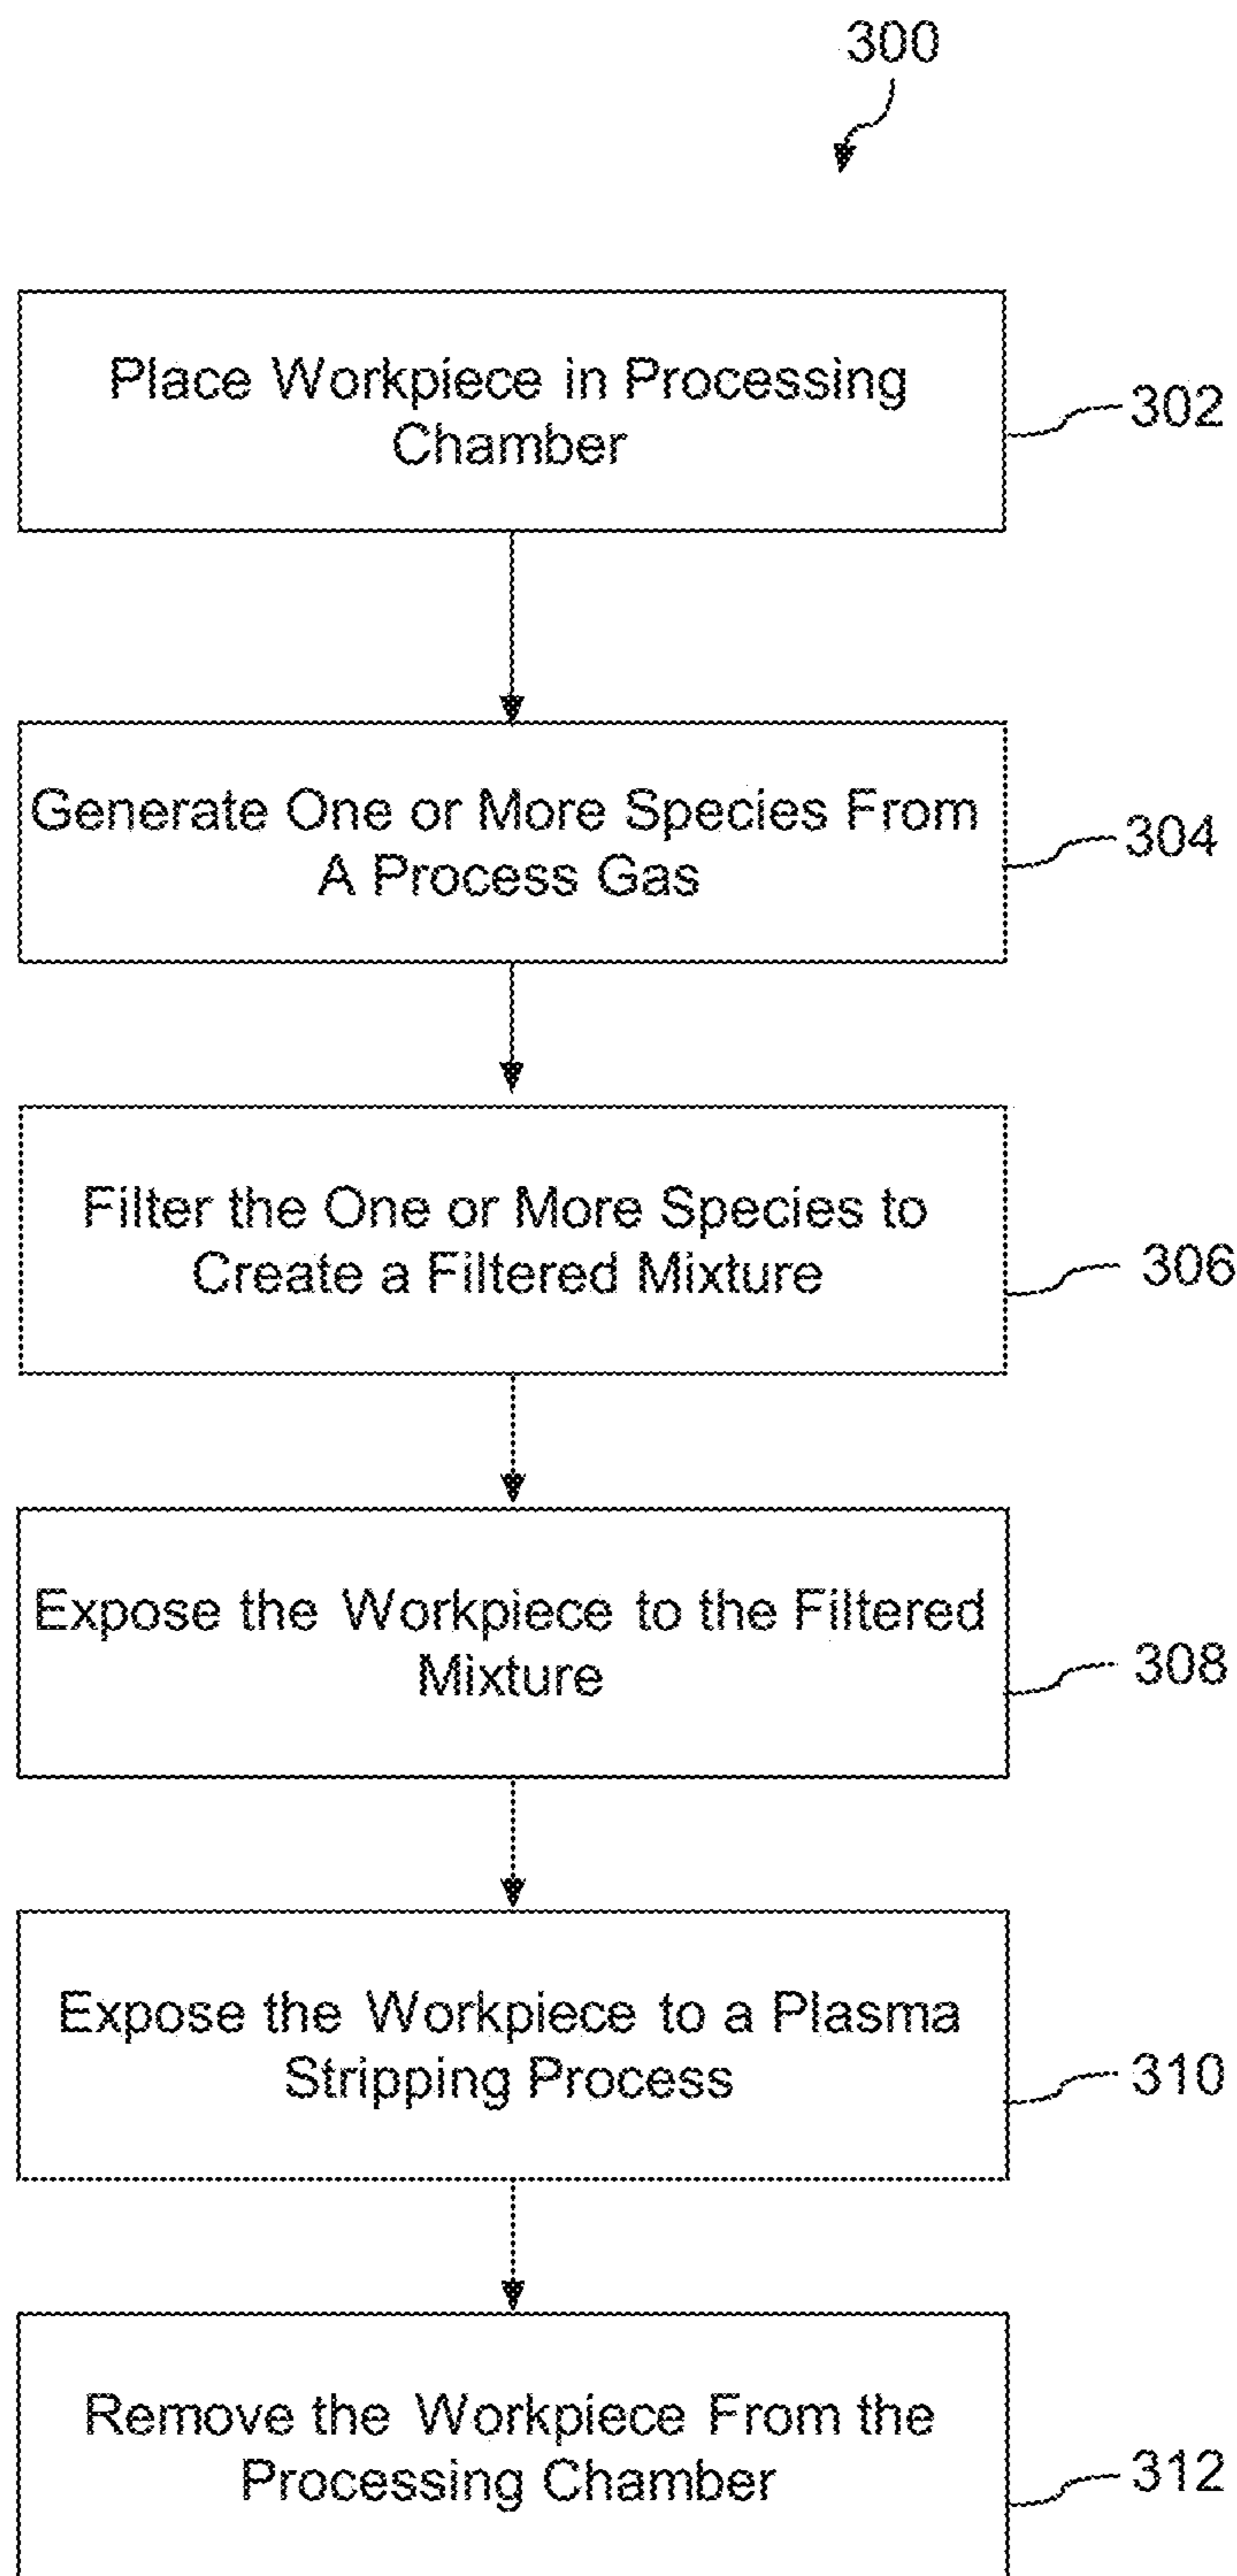 300
Place Workpiece in Processing
Chamber
302
Generate One or More Species From
A Process Gas
304
Filter the One or More Species to
Create a Filtered Mixture
306
Expose the Workpiece to the Filtered
Mixture
308
Expose the Workpiece to a Plasma
Stripping Process
310
Remove the Workpiece From the
Processing Chamber
312